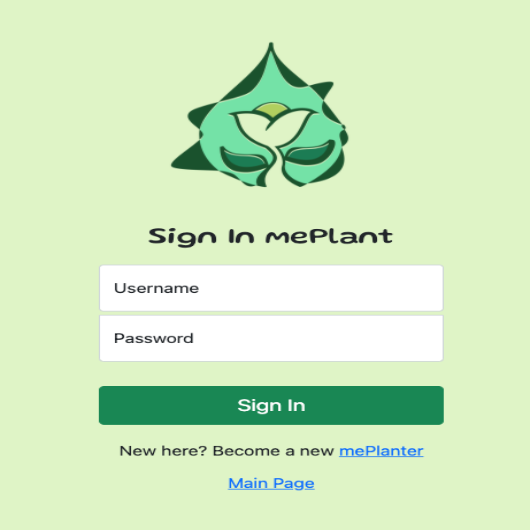 Sign In mePlant
Username
Password
Sign In
New here? Become a new mePlanter
Main Page